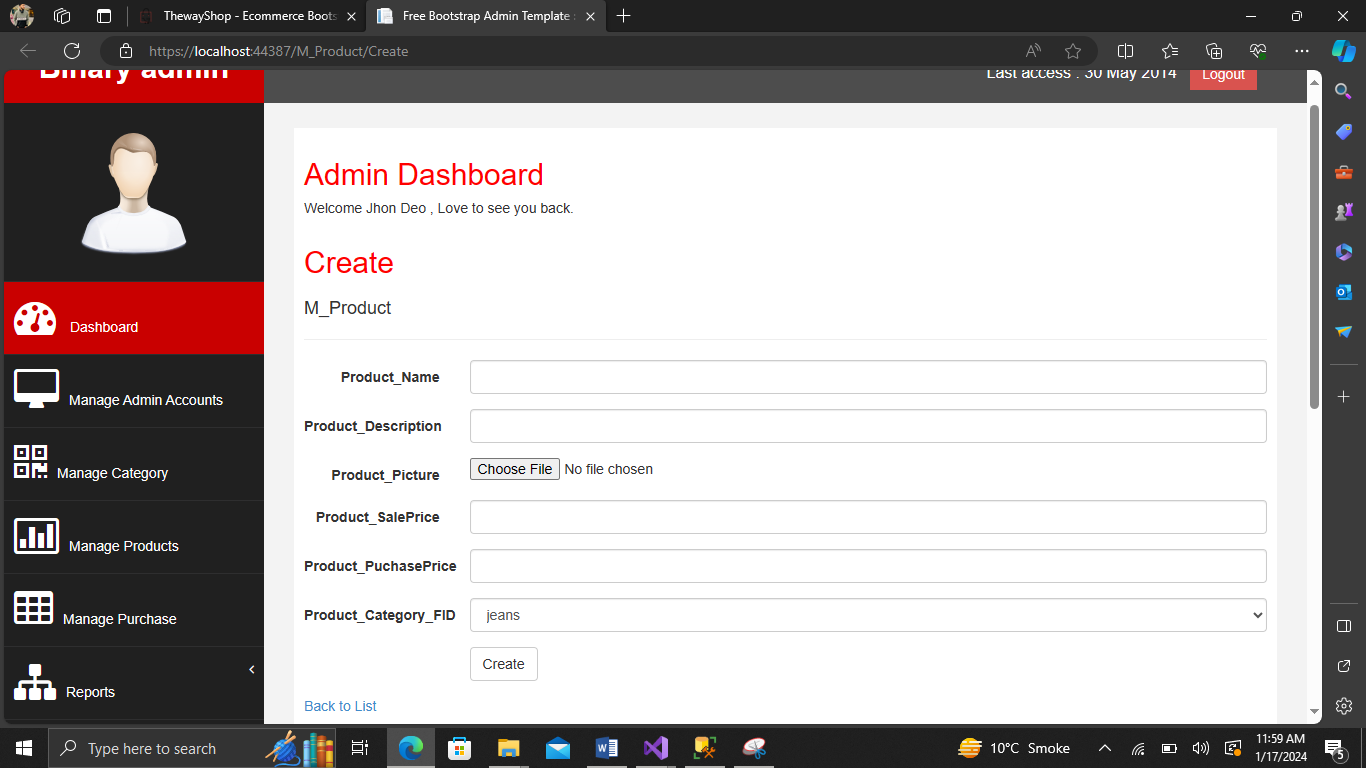 ThewayShop - Ecommerce Boots
Free Bootstrap Admin Template :
https://localhost:44387/M_Product/Create
Binary admin
Last access : 30 May 2014
Logout
Admin Dashboard
Welcome Jhon Deo , Love to see you back.
Create
M_Product
Product_Name
Product_Description
Product_Picture
Choose File No file chosen
Product_SalePrice
Product_PuchasePrice
Product_Category_FID
jeans
Create
Back to List
Dashboard
Manage Admin Accounts
Manage Category
Manage Products
Manage Purchase
Reports
Type here to search
10°C Smoke
11:59 AM
1/17/2024
5